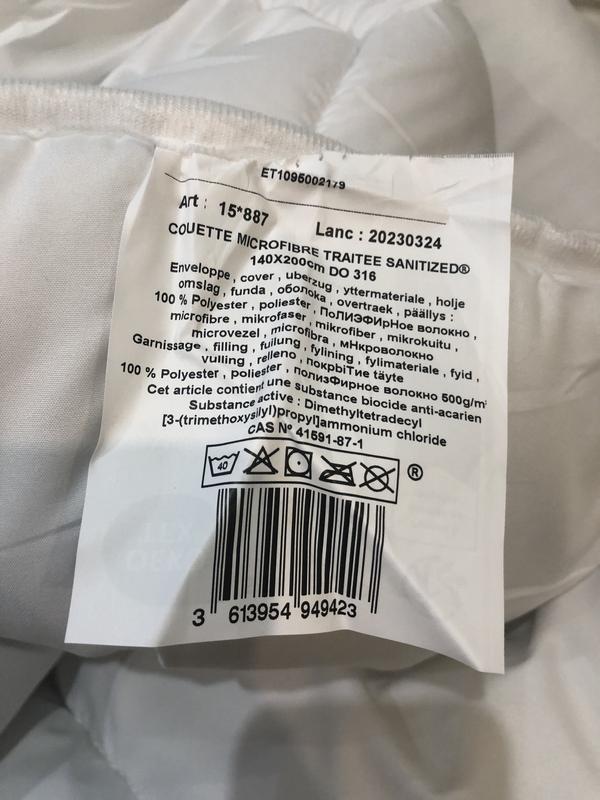 ET1095002179
Art : 15*887 Lanc : 20230324
COUETTE MICROFIBRE TRAITEE SANITIZED®
140X200cm DO 316
Enveloppe , cover , uberzug , yttermateriale , holje
omslag , funda , оболока , overtraek , päällys :
100 % Polyester , poliester , ПоЛИЭФИрНое волокно ,
microfibre , mikrofaser , mikrofiber , mikrokuitu ,
microvezel , microfibra , мНкроволокно
Garnissage , filling , fullung , fylining , fylimateriale , fyid ,
vulling , relleno , покрЫТие täyte
100 % Polyester , poliester , полиэФирное волокно 500g/m²
Cet article contient une substance biocide anti-acarien
Substance active : Dimethyltetradecyl
[3-(trimethoxysilyl)propyl]ammonium chloride
CAS N° 41591-87-1
40 ®
3 613954 949423